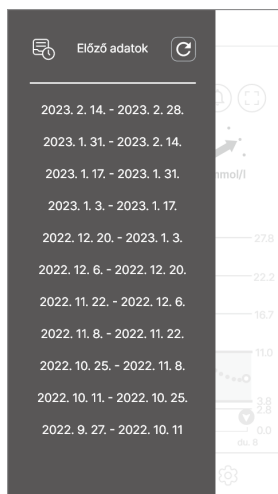 Előző adatok
2023. 2. 14. - 2023. 2. 28.
2023. 1. 31. - 2023. 2. 14.
2023. 1. 17. - 2023. 1. 31.
2023. 1. 3. - 2023. 1. 17.
2022. 12. 20. - 2023. 1. 3.
2022. 12. 6. - 2022. 12. 20.
2022. 11. 22. - 2022. 12. 6.
2022. 11. 8. - 2022. 11. 22.
2022. 10. 25. - 2022. 11. 8.
2022. 10. 11. - 2022. 10. 25.
2022. 9. 27. - 2022. 10. 11
mmol/l
27.8
22.2
16.7
11.0
3.8
2.8
0.0
du. 6